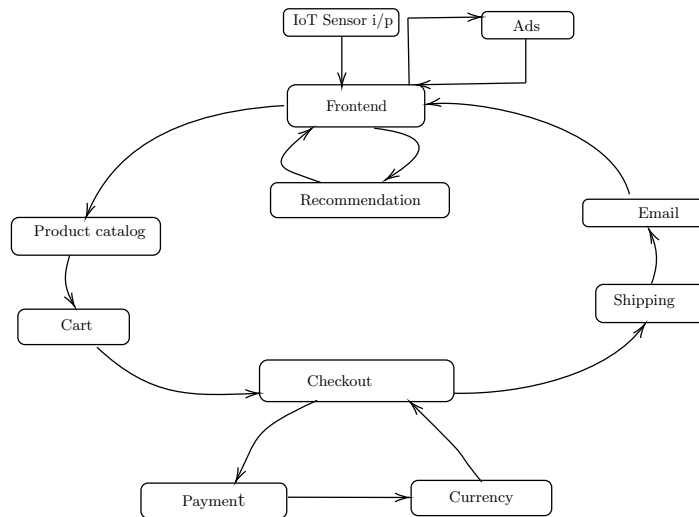 IoT Sensor i/p
Ads
Frontend
Recommendation
Email
Product catalog
Shipping
Cart
Checkout
Payment
Currency